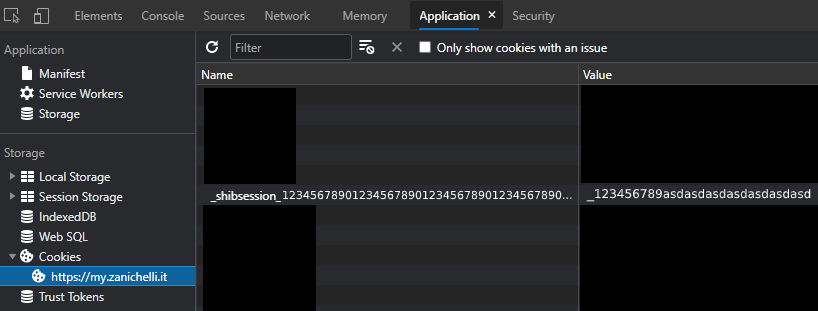 Elements Console Sources Network Memory Application × Security
Application
Manifest
Service Workers
Storage
Storage
Local Storage
Session Storage
IndexedDB
Web SQL
Cookies
https://my.zanichelli.it
Trust Tokens
Filter
Only show cookies with an issue
Name Value
_shibsession_1234567890123456789012345678901234567890... _123456789asdasdasdasdasdasdasd